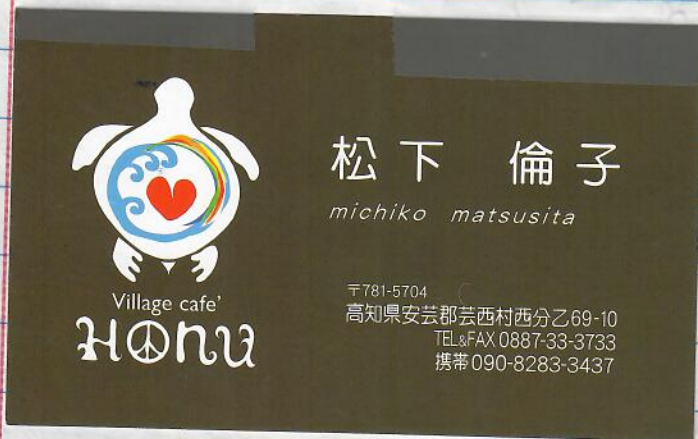 松下 倫子
michiko matsusita
Village cafe'
HONU
〒781-5704
高知県安芸郡芸西村西分乙69-10
TEL&FAX 0887-33-3733
携帯 090-8283-3437